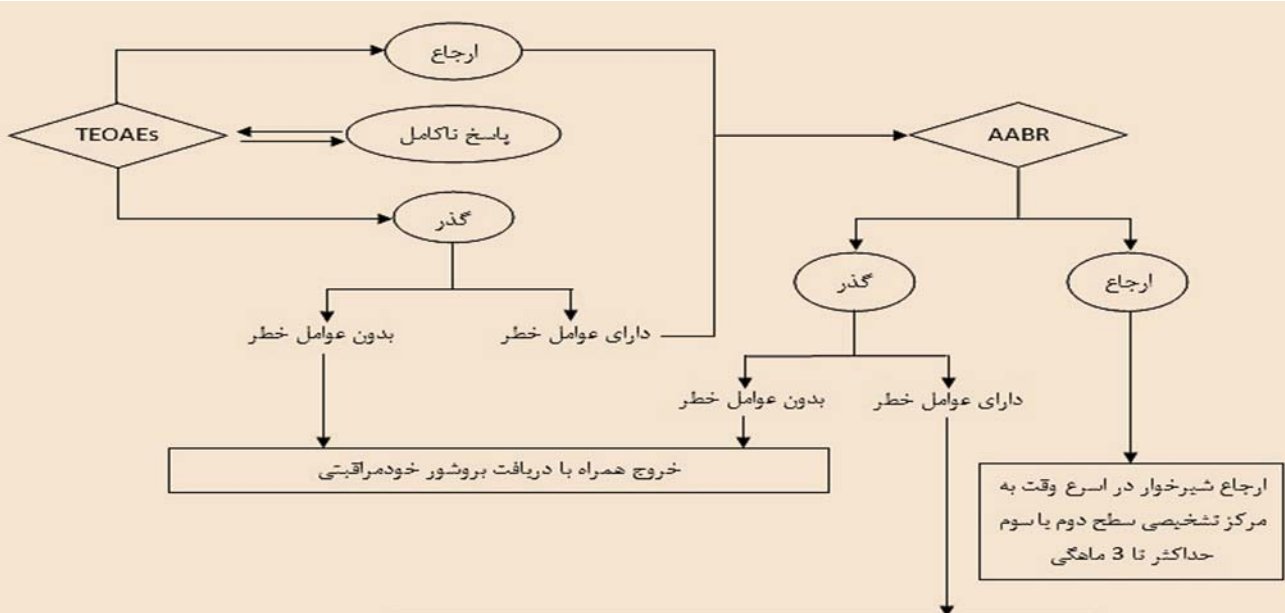 ارجاع
TEOAEs
پاسخ ناکامل
AABR
گذر
گذر
ارجاع
بدون عوامل خطر
دارای عوامل خطر
بدون عوامل خطر
دارای عوامل خطر
خروج همراه با دریافت بروشور خودمراقبتی
ارجاع شیرخوار در اسرع وقت به
مرکز تشخیصی سطح دوم یا سوم
حداکثر تا 3 ماهگی